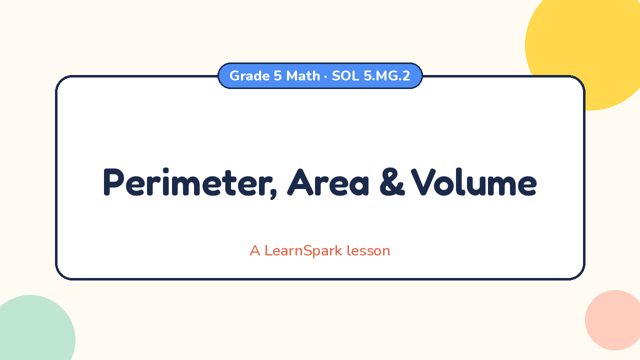 Grade 5 Math · SOL 5.MG.2
Perimeter, Area & Volume
A LearnSpark lesson